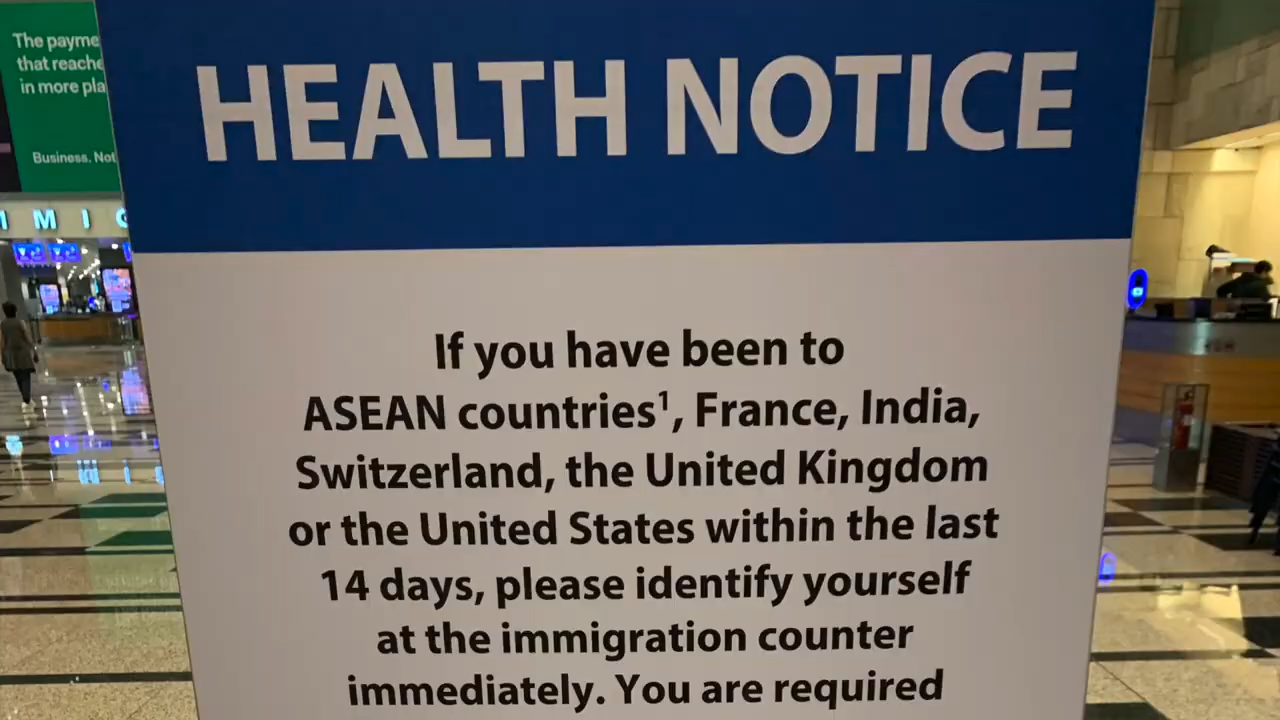 The payme
that reache
in more pla
Business. Not
I M I G
HEALTH NOTICE
If you have been to
ASEAN countries¹, France, India,
Switzerland, the United Kingdom
or the United States within the last
14 days, please identify yourself
at the immigration counter
immediately. You are required